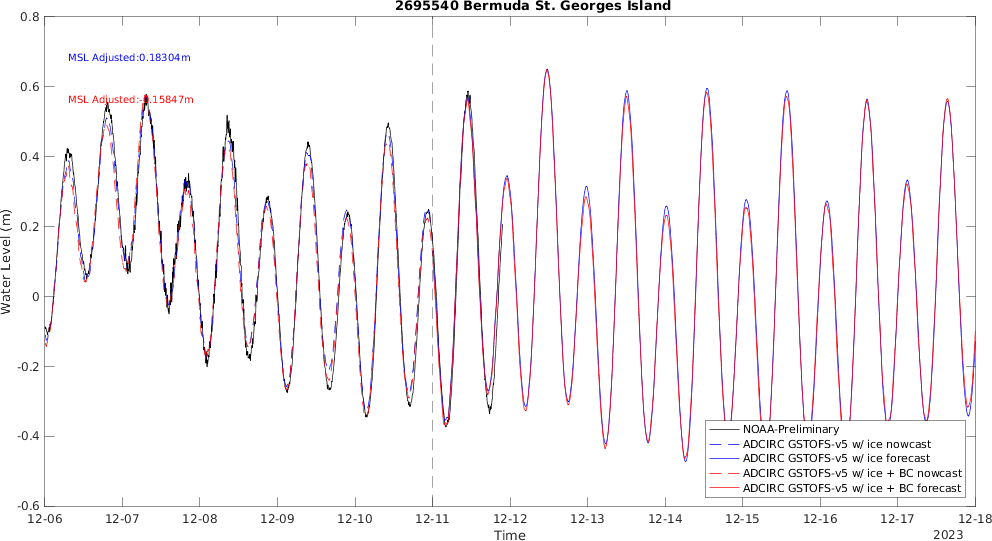 2695540 Bermuda St. Georges Island
0.8
0.6
0.4
0.2
0
-0.2
-0.4
-0.6
Water Level (m)
MSL Adjusted:0.18304m
MSL Adjusted:-0.15847m
NOAA-Preliminary
ADCIRC GSTOFS-v5 w/ ice nowcast
ADCIRC GSTOFS-v5 w/ ice forecast
ADCIRC GSTOFS-v5 w/ ice + BC nowcast
ADCIRC GSTOFS-v5 w/ ice + BC forecast
12-06 12-07 12-08 12-09 12-10 12-11 12-12 12-13 12-14 12-15 12-16 12-17 12-18
Time
2023